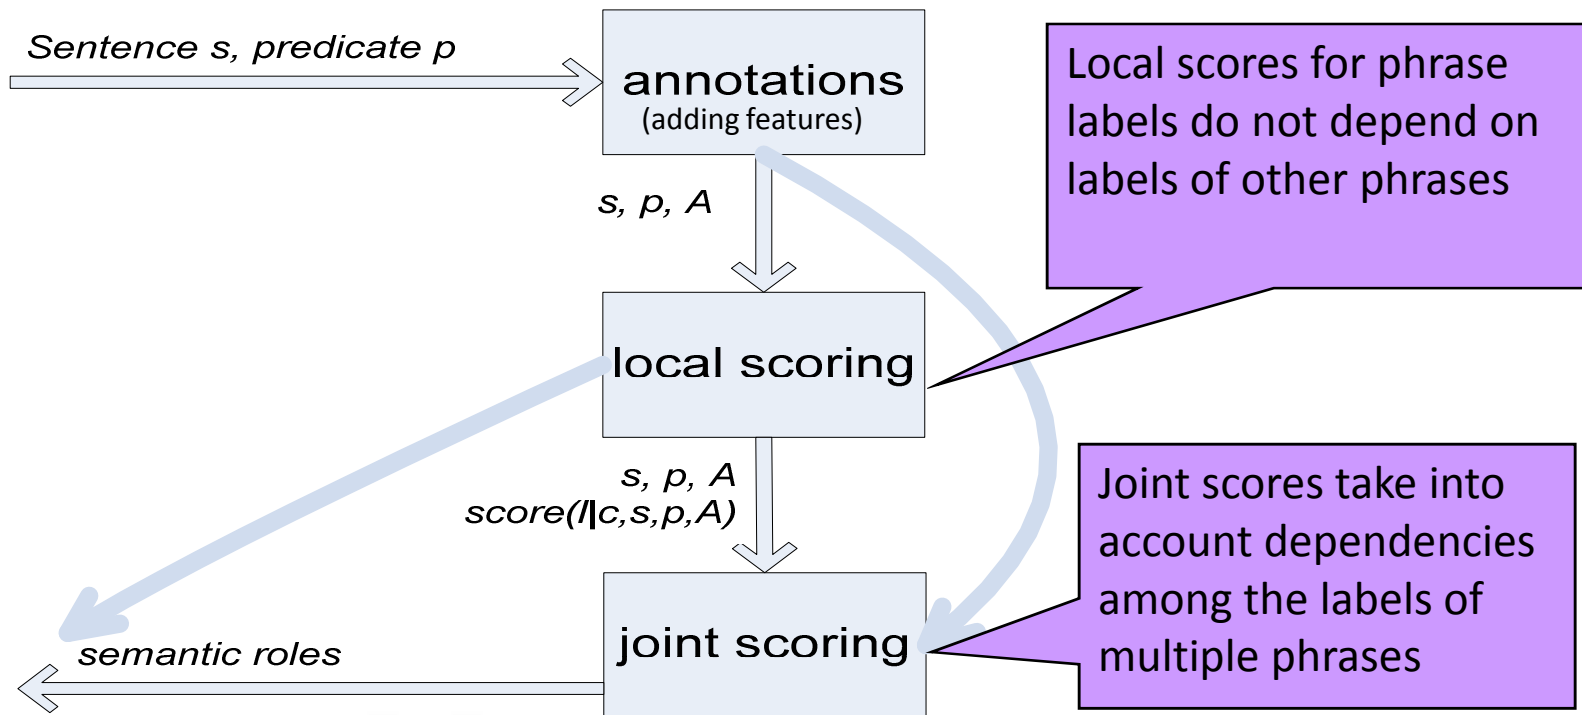 Sentence s, predicate p
annotations
(adding features)
Local scores for phrase
labels do not depend on
labels of other phrases
s, p, A
local scoring
s, p, A
score(l|c,s,p,A)
Joint scores take into
account dependencies
among the labels of
multiple phrases
joint scoring
semantic roles